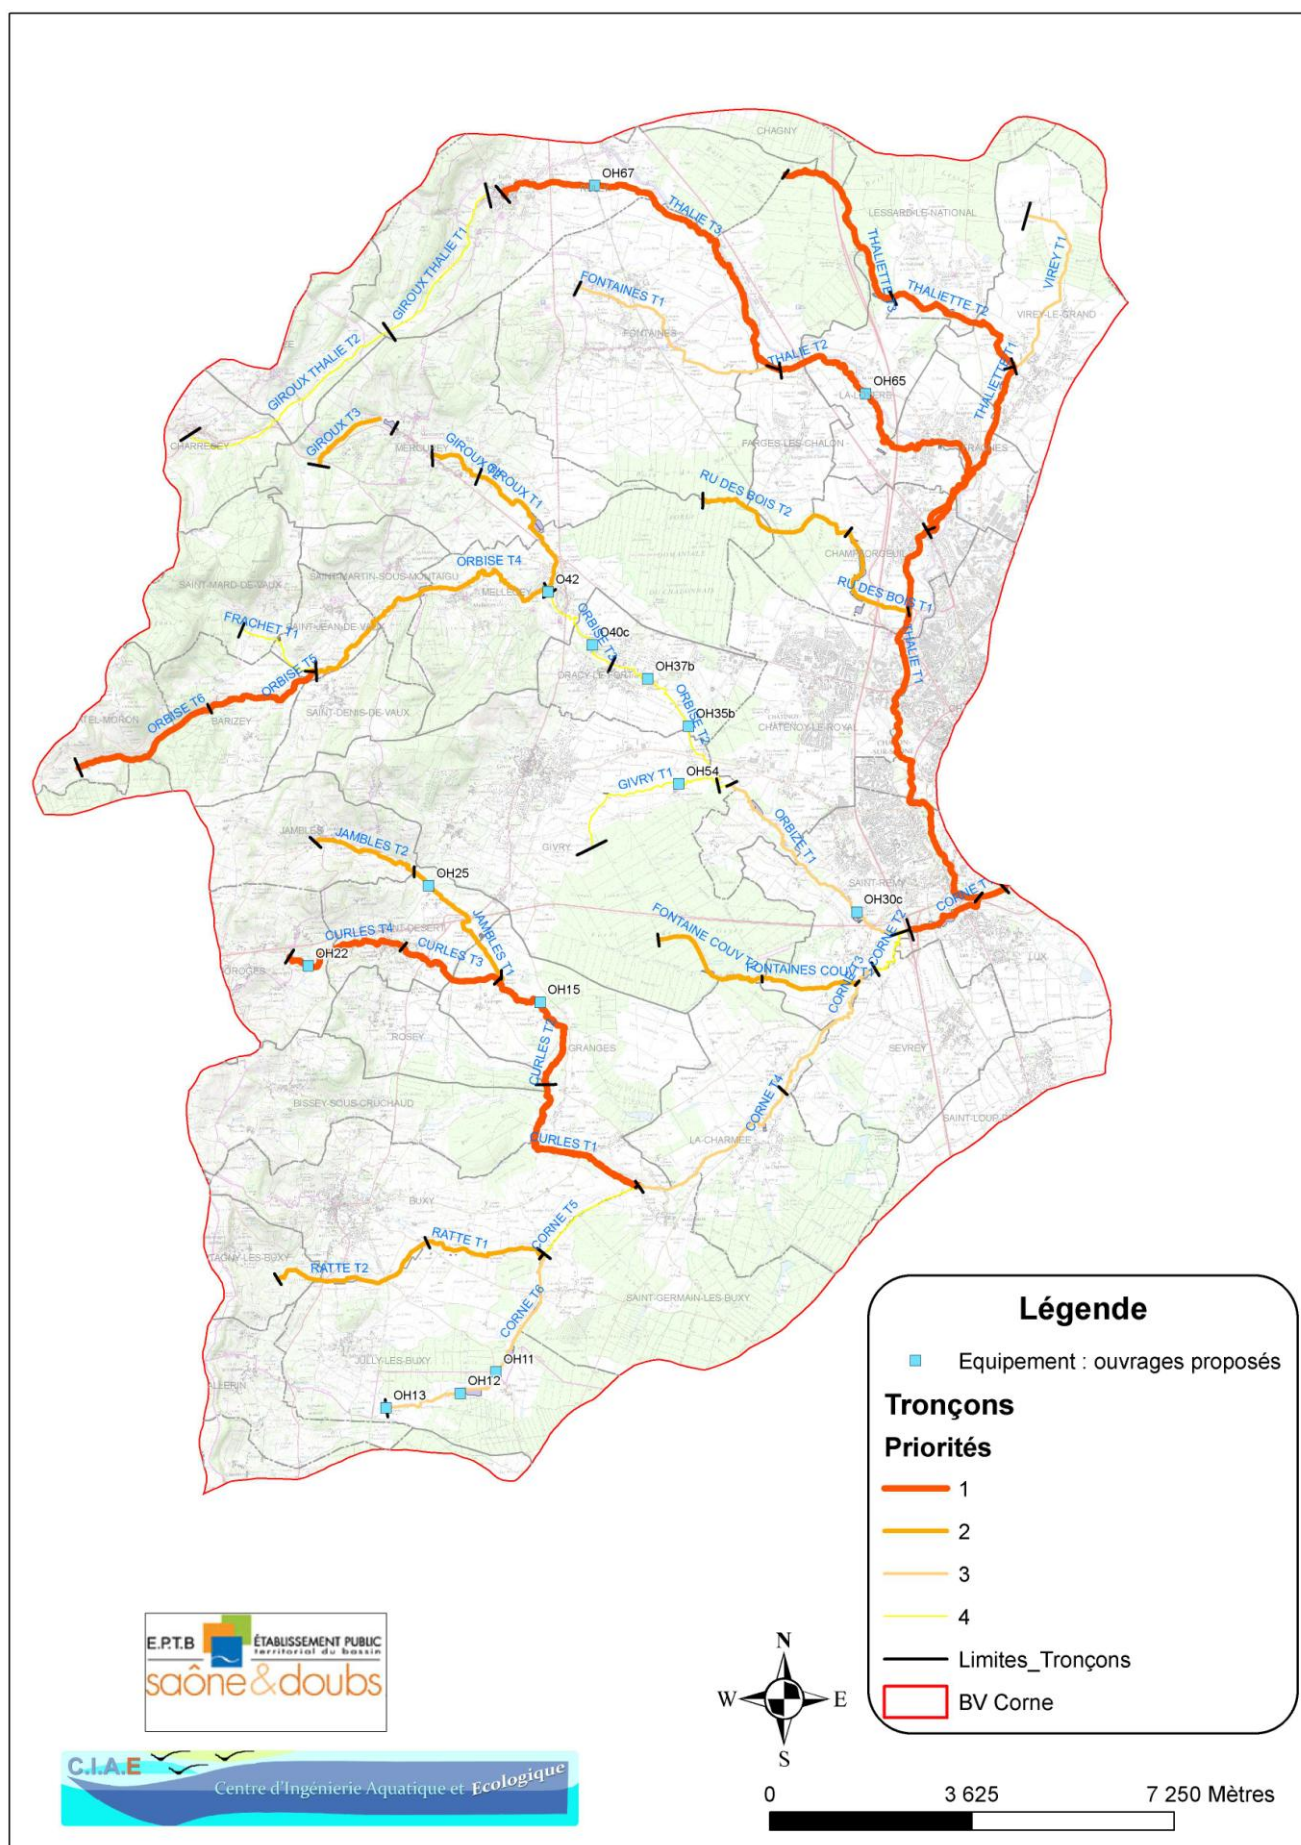 CHAGNY
OH67
THALIE T3
LESSARD-LE-NATIONAL
VIREY T1
GIROUX THALIE T1
FONTAINES T1
THALIETTE T3
THALIETTE T2
VIREY-LE-GRAND
FONTAINES
GIROUX THALIE T2
THALIE T2
THALIETTE T1
OH65
GIROUX T3
CHARRECEY
MERCUREY
FARGES-LES-CHALON
GIROUX T2
GIROUX T1
RU DES BOIS T2
CHAMPFORGEUIL
ORBISE T4
SAINT-MARD-DE-VAUX
SAINT-MARTIN-SOUS-MONTAIGU
O42
MELLECEY
RU DES BOIS T1
FRACHET T1
SAINT-JEAN-DE-VAUX
ORBISE T3
O40c
THALIE T1
ORBISE T5
DRACY-LE-FORT
OH37b
ORBISE T6
BARIZEY
SAINT-DENIS-DE-VAUX
OH35b
ORBISE T2
CHATENOY-LE-ROYAL
GIVRY T1
OH54
JAMBLES
JAMBLES T2
GIVRY
ORBIZE T1
OH25
SAINT-REMY
OH30c
CORNE T
JAMBLES T1
CURLES T4
FONTAINE COUV T2
CORNE T2
CURLES T3
OH22
FONTAINES COUV T1
CORNE T3
LUX
OH15
ROSEY
GRANGES
SEVREY
CURLES T2
BISSEY-SOUS-CRUCHAUD
CORNE T4
CURLES T1
LA-CHARMEE
BUXY
CORNE T5
RATTE T1
RATTE T2
SAINT-GERMAIN-LES-BUXY
CORNE T6
JULLY-LES-BUXY
OH11
OH12
OH13
Légende
Equipement : ouvrages proposés
Tronçons
Priorités
1
2
3
4
Limites_Tronçons
BV Corne
E.P.T.B
ÉTABLISSEMENT PUBLIC
territorial du bassin
saône&doubs
C.I.A.E
Centre d'Ingénierie Aquatique et Ecologique
N
W
E
S
0
3 625
7 250 Mètres